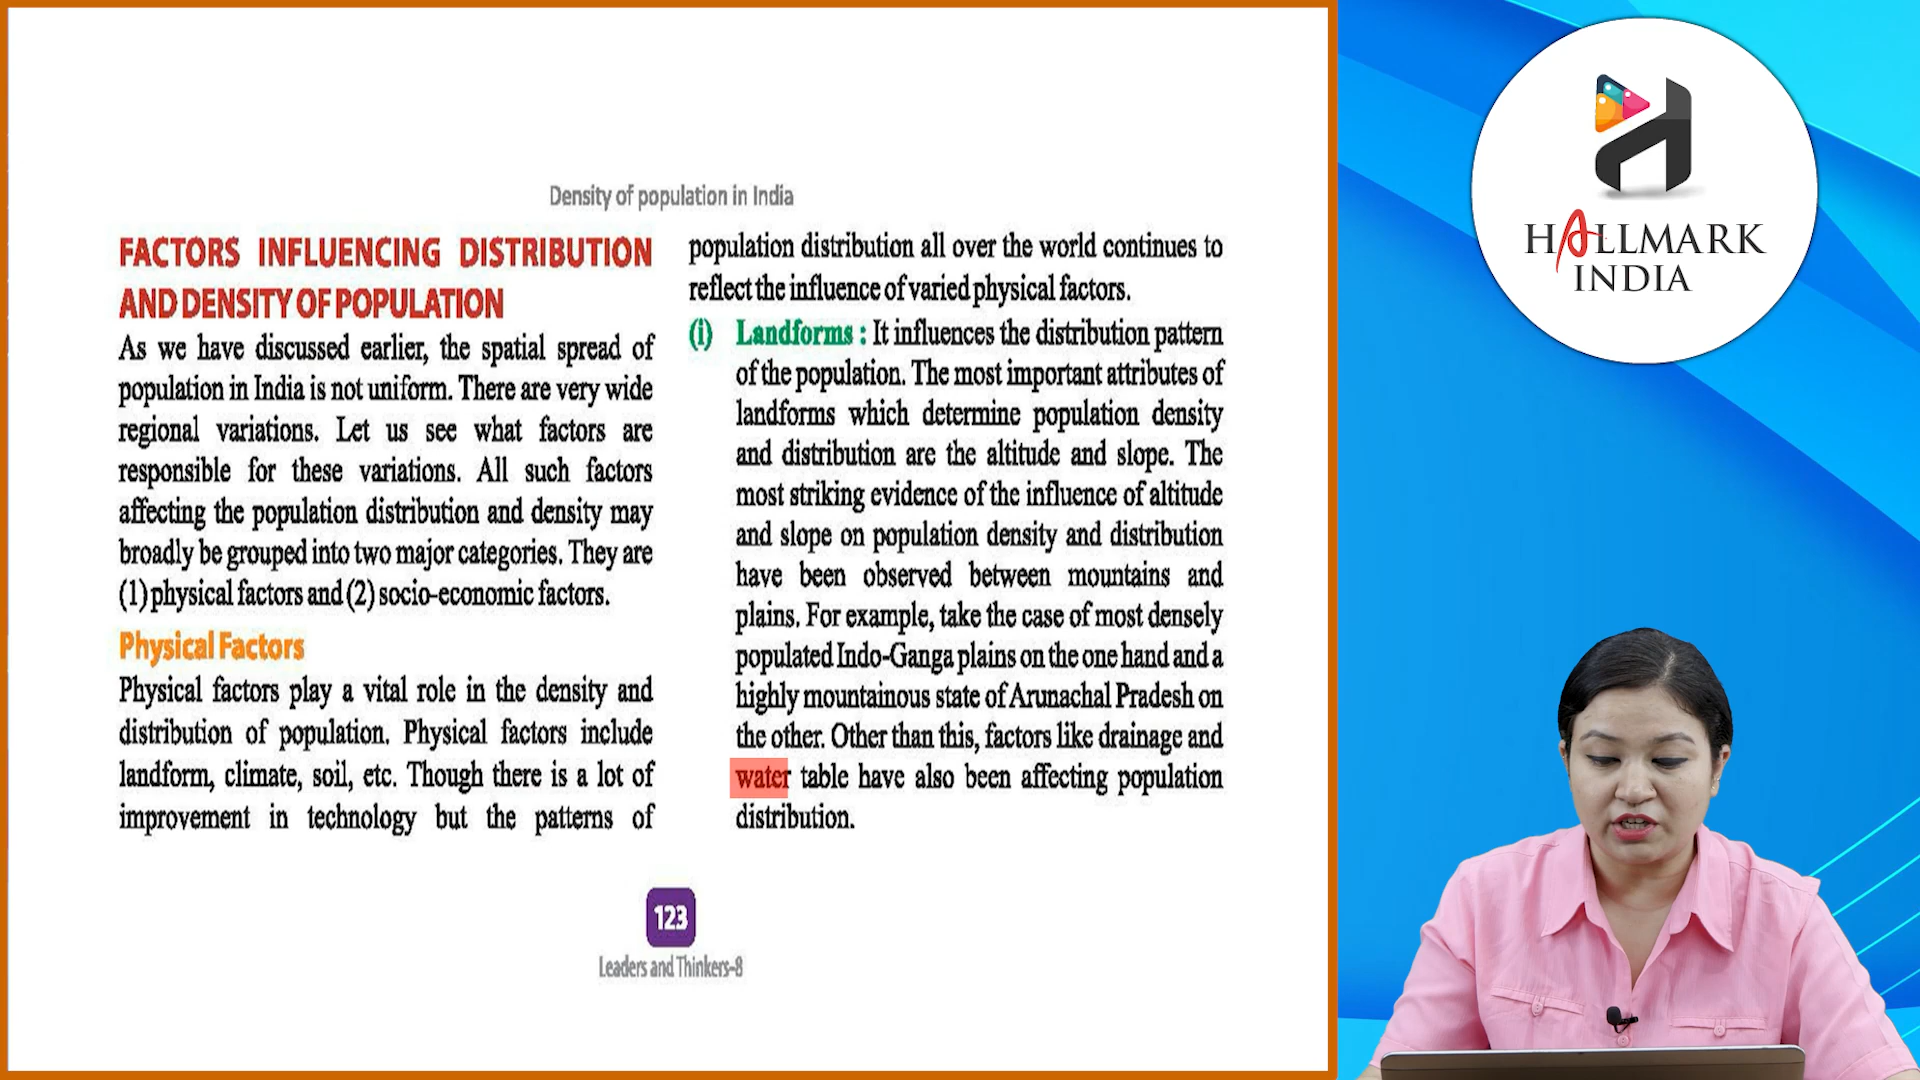 Density of population in India
FACTORS INFLUENCING DISTRIBUTION
AND DENSITY OF POPULATION
As we have discussed earlier, the spatial spread of
population in India is not uniform. There are very wide
regional variations. Let us see what factors are
responsible for these variations. All such factors
affecting the population distribution and density may
broadly be grouped into two major categories. They are
(1) physical factors and (2) socio-economic factors.
Physical Factors
Physical factors play a vital role in the density and
distribution of population. Physical factors include
landform, climate, soil, etc. Though there is a lot of
improvement in technology but the patterns of
population distribution all over the world continues to
reflect the influence of varied physical factors.
(i) Landforms : It influences the distribution pattern
of the population. The most important attributes of
landforms which determine population density
and distribution are the altitude and slope. The
most striking evidence of the influence of altitude
and slope on population density and distribution
have been observed between mountains and
plains. For example, take the case of most densely
populated Indo-Ganga plains on the one hand and a
highly mountainous state of Arunachal Pradesh on
the other. Other than this, factors like drainage and
water table have also been affecting population
distribution.
123
Leaders and Thinkers-8
HALLMARK
INDIA